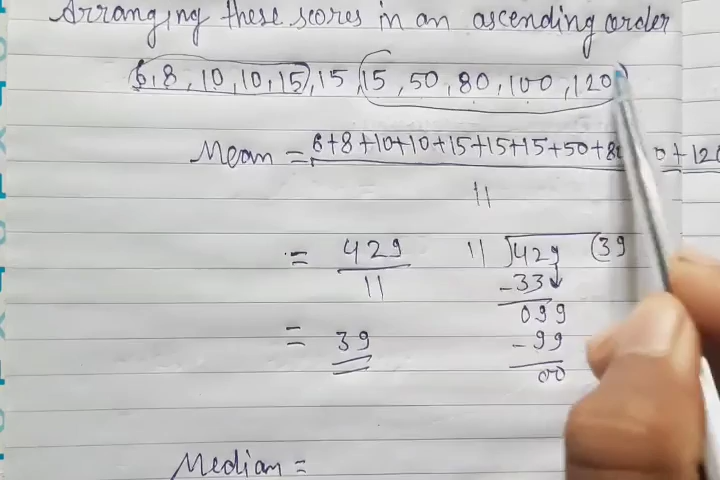 Arranging these scores in an ascending order
6, 8, 10, 10, 15, 15, 15, 50, 80, 100, 120
Mean = 6+8+10+10+15+15+15+50+8 0+120
11
= 429 / 11 11 ) 429 ( 39
-33
099
= 39 -99
00
Median =